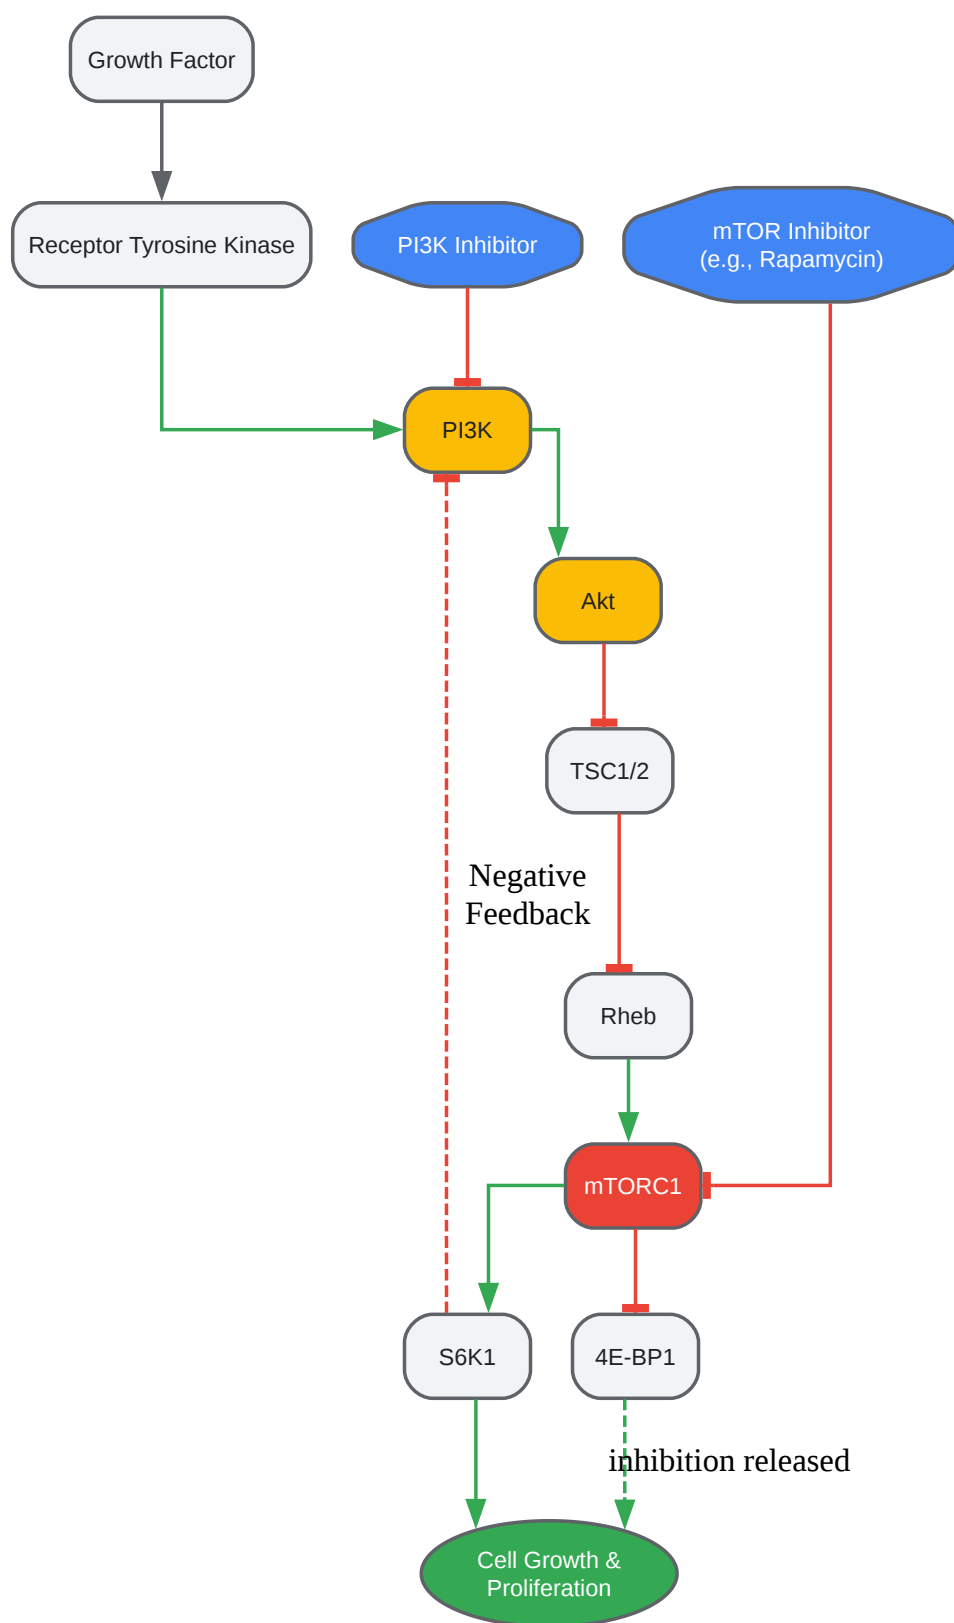 Growth Factor
Receptor Tyrosine Kinase
PI3K Inhibitor
mTOR Inhibitor
(e.g., Rapamycin)
PI3K
Akt
TSC1/2
Negative
Feedback
Rheb
mTORC1
S6K1
4E-BP1
inhibition released
Cell Growth &
Proliferation